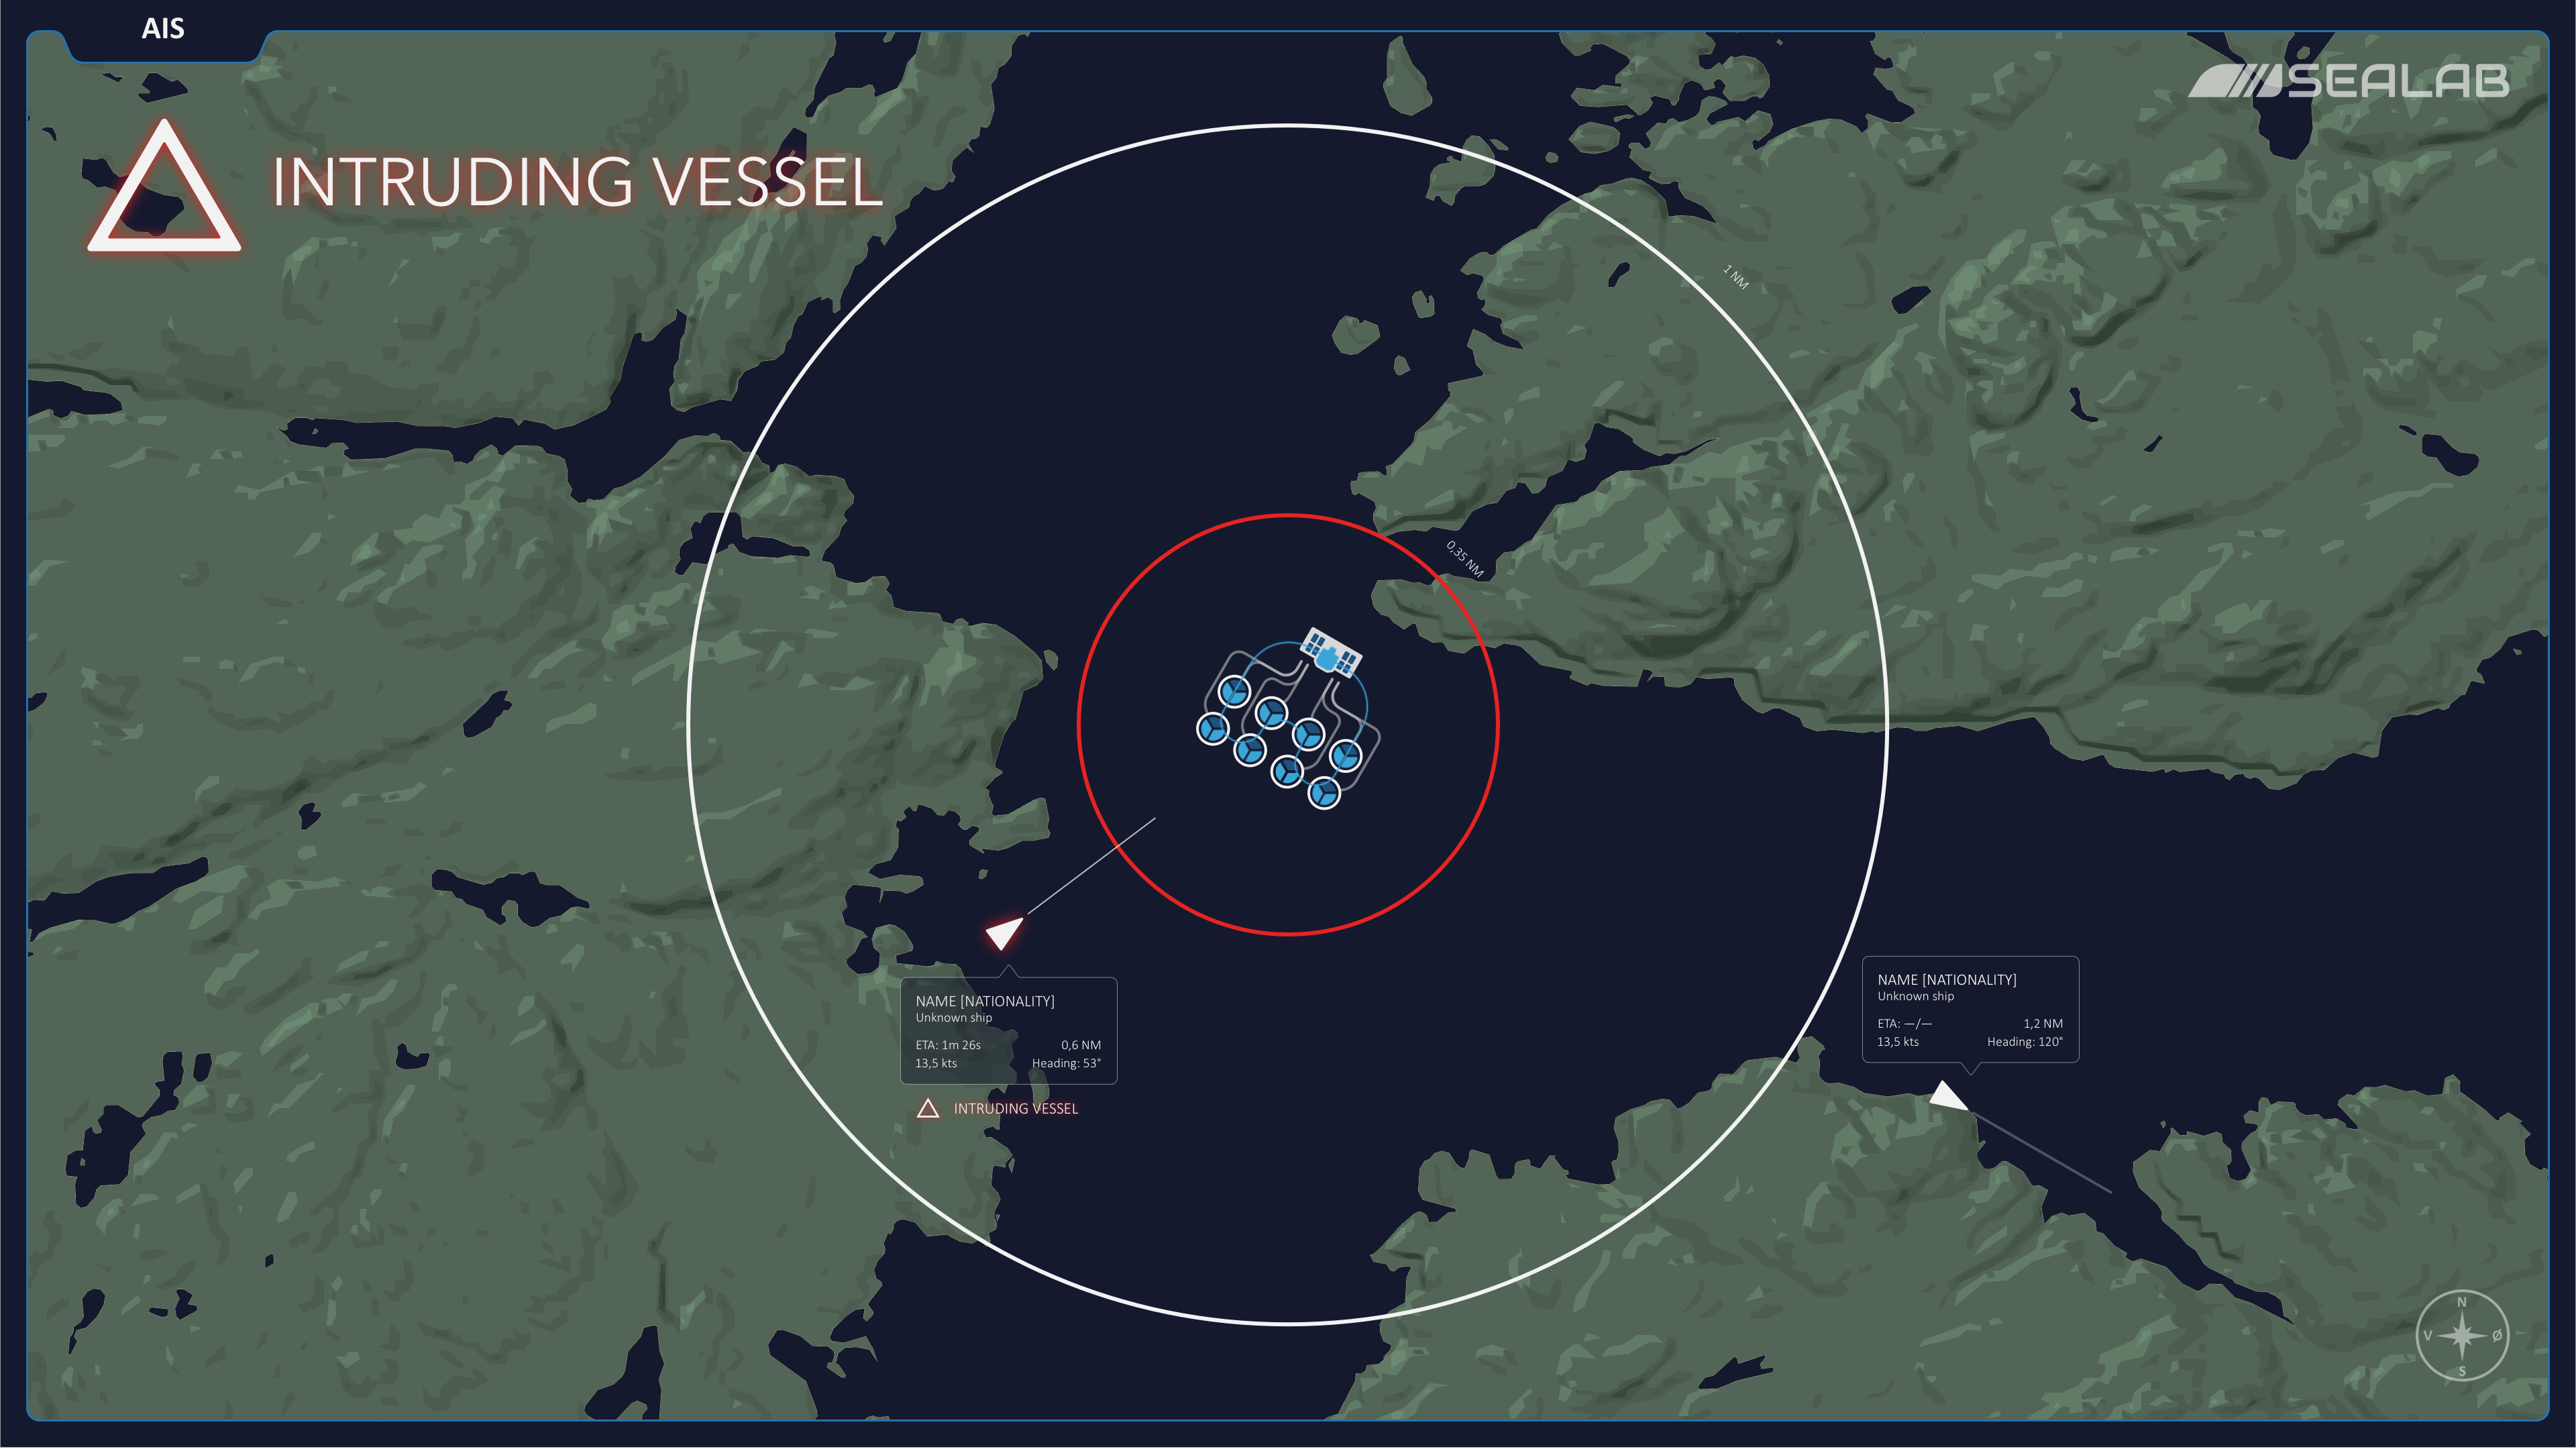 AIS
SEALAB
INTRUDING VESSEL
1 NM
0,35 NM
NAME [NATIONALITY]
Unknown ship
ETA: 1m 26s 0,6 NM
13,5 kts Heading: 53°
INTRUDING VESSEL
NAME [NATIONALITY]
Unknown ship
ETA: —/— 1,2 NM
13,5 kts Heading: 120°
N
V Ø
S